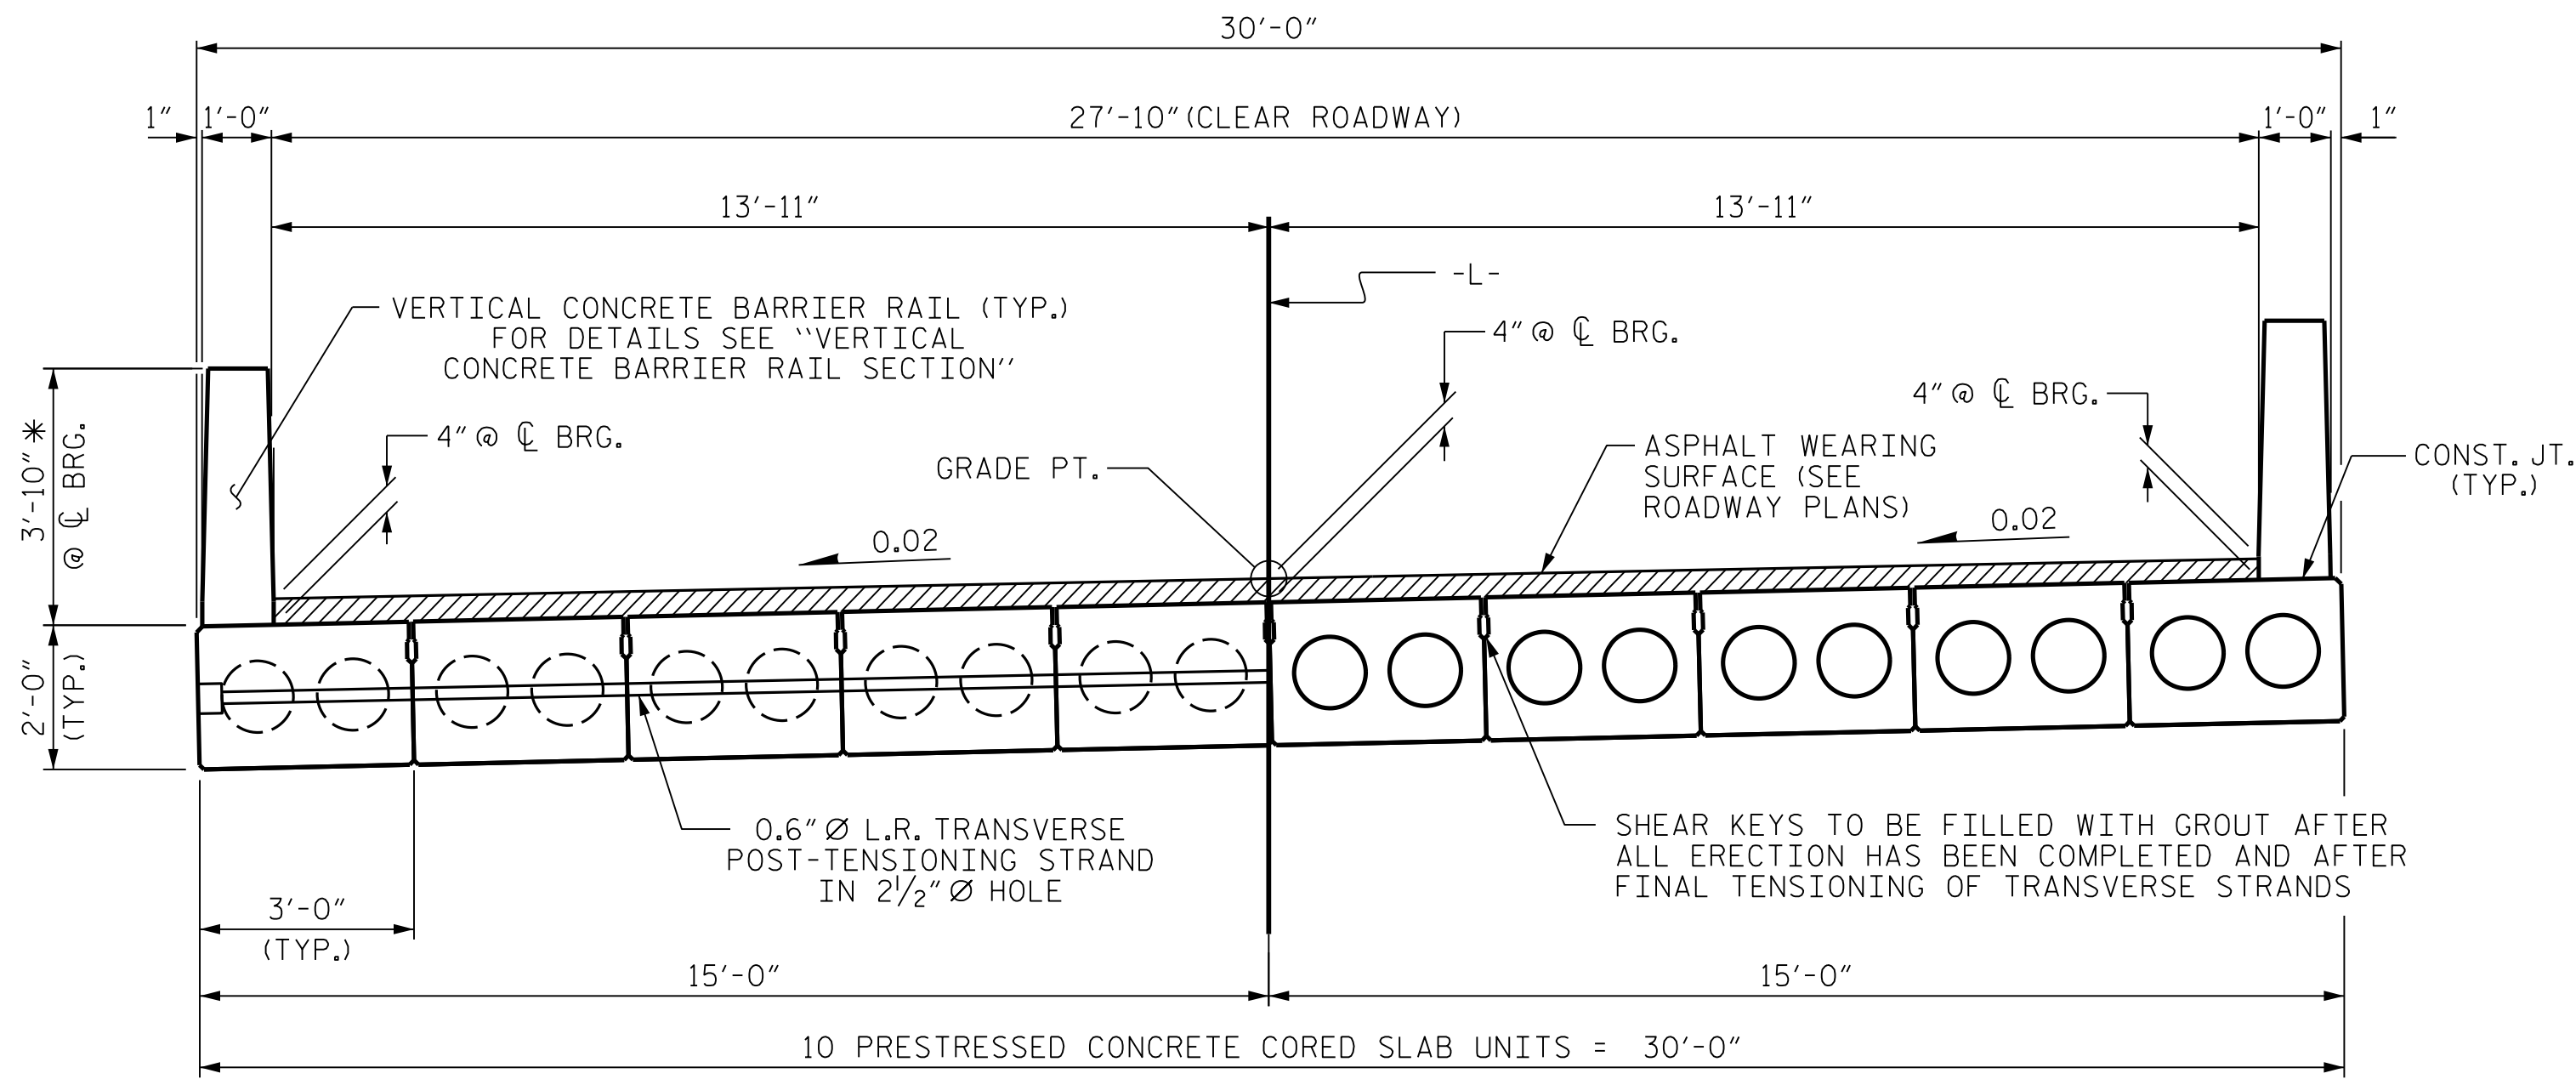 30'-0"
1" 1'-0" 27'-10"(CLEAR ROADWAY) 1'-0" 1"
13'-11" 13'-11"
-L-
VERTICAL CONCRETE BARRIER RAIL (TYP.)
FOR DETAILS SEE "VERTICAL
CONCRETE BARRIER RAIL SECTION"
4" @ ℄ BRG.
4" @ ℄ BRG.
4" @ ℄ BRG.
3'-10" *
@ ℄ BRG.
GRADE PT.
ASPHALT WEARING
SURFACE (SEE
ROADWAY PLANS)
CONST. JT.
(TYP.)
0.02
0.02
2'-0"
(TYP.)
0.6" Ø L.R. TRANSVERSE
POST-TENSIONING STRAND
IN 2½" Ø HOLE
SHEAR KEYS TO BE FILLED WITH GROUT AFTER
ALL ERECTION HAS BEEN COMPLETED AND AFTER
FINAL TENSIONING OF TRANSVERSE STRANDS
3'-0"
(TYP.)
15'-0" 15'-0"
10 PRESTRESSED CONCRETE CORED SLAB UNITS = 30'-0"